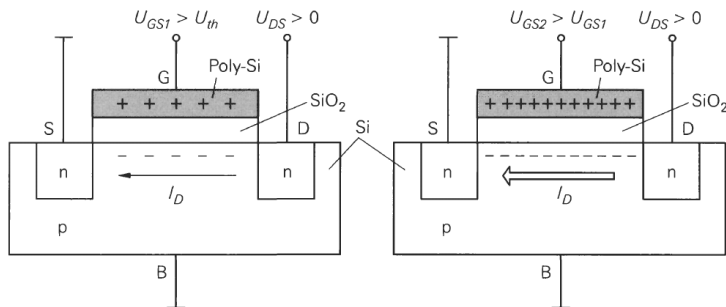 U_GS1 > U_th
U_DS > 0
G
Poly-Si
+ + + + +
SiO₂
S
D
n
– – – –
n
I_D
p
B
Si
U_GS2 > U_GS1
U_DS > 0
G
Poly-Si
+ + + + + + + + + + +
SiO₂
S
D
n
n
I_D
p
B